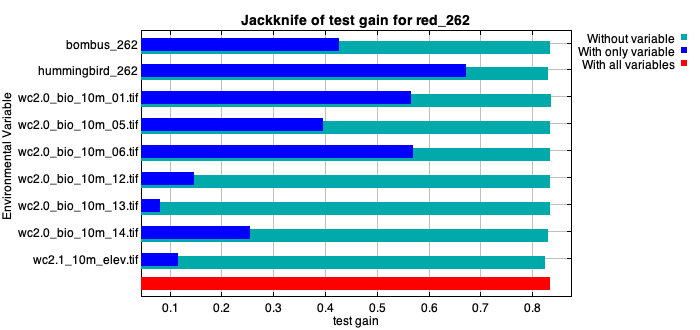 Jackknife of test gain for red_262
Without variable
With only variable
With all variables
Environmental Variable
bombus_262
hummingbird_262
wc2.0_bio_10m_01.tif
wc2.0_bio_10m_05.tif
wc2.0_bio_10m_06.tif
wc2.0_bio_10m_12.tif
wc2.0_bio_10m_13.tif
wc2.0_bio_10m_14.tif
wc2.1_10m_elev.tif
0.1 0.2 0.3 0.4 0.5 0.6 0.7 0.8
test gain